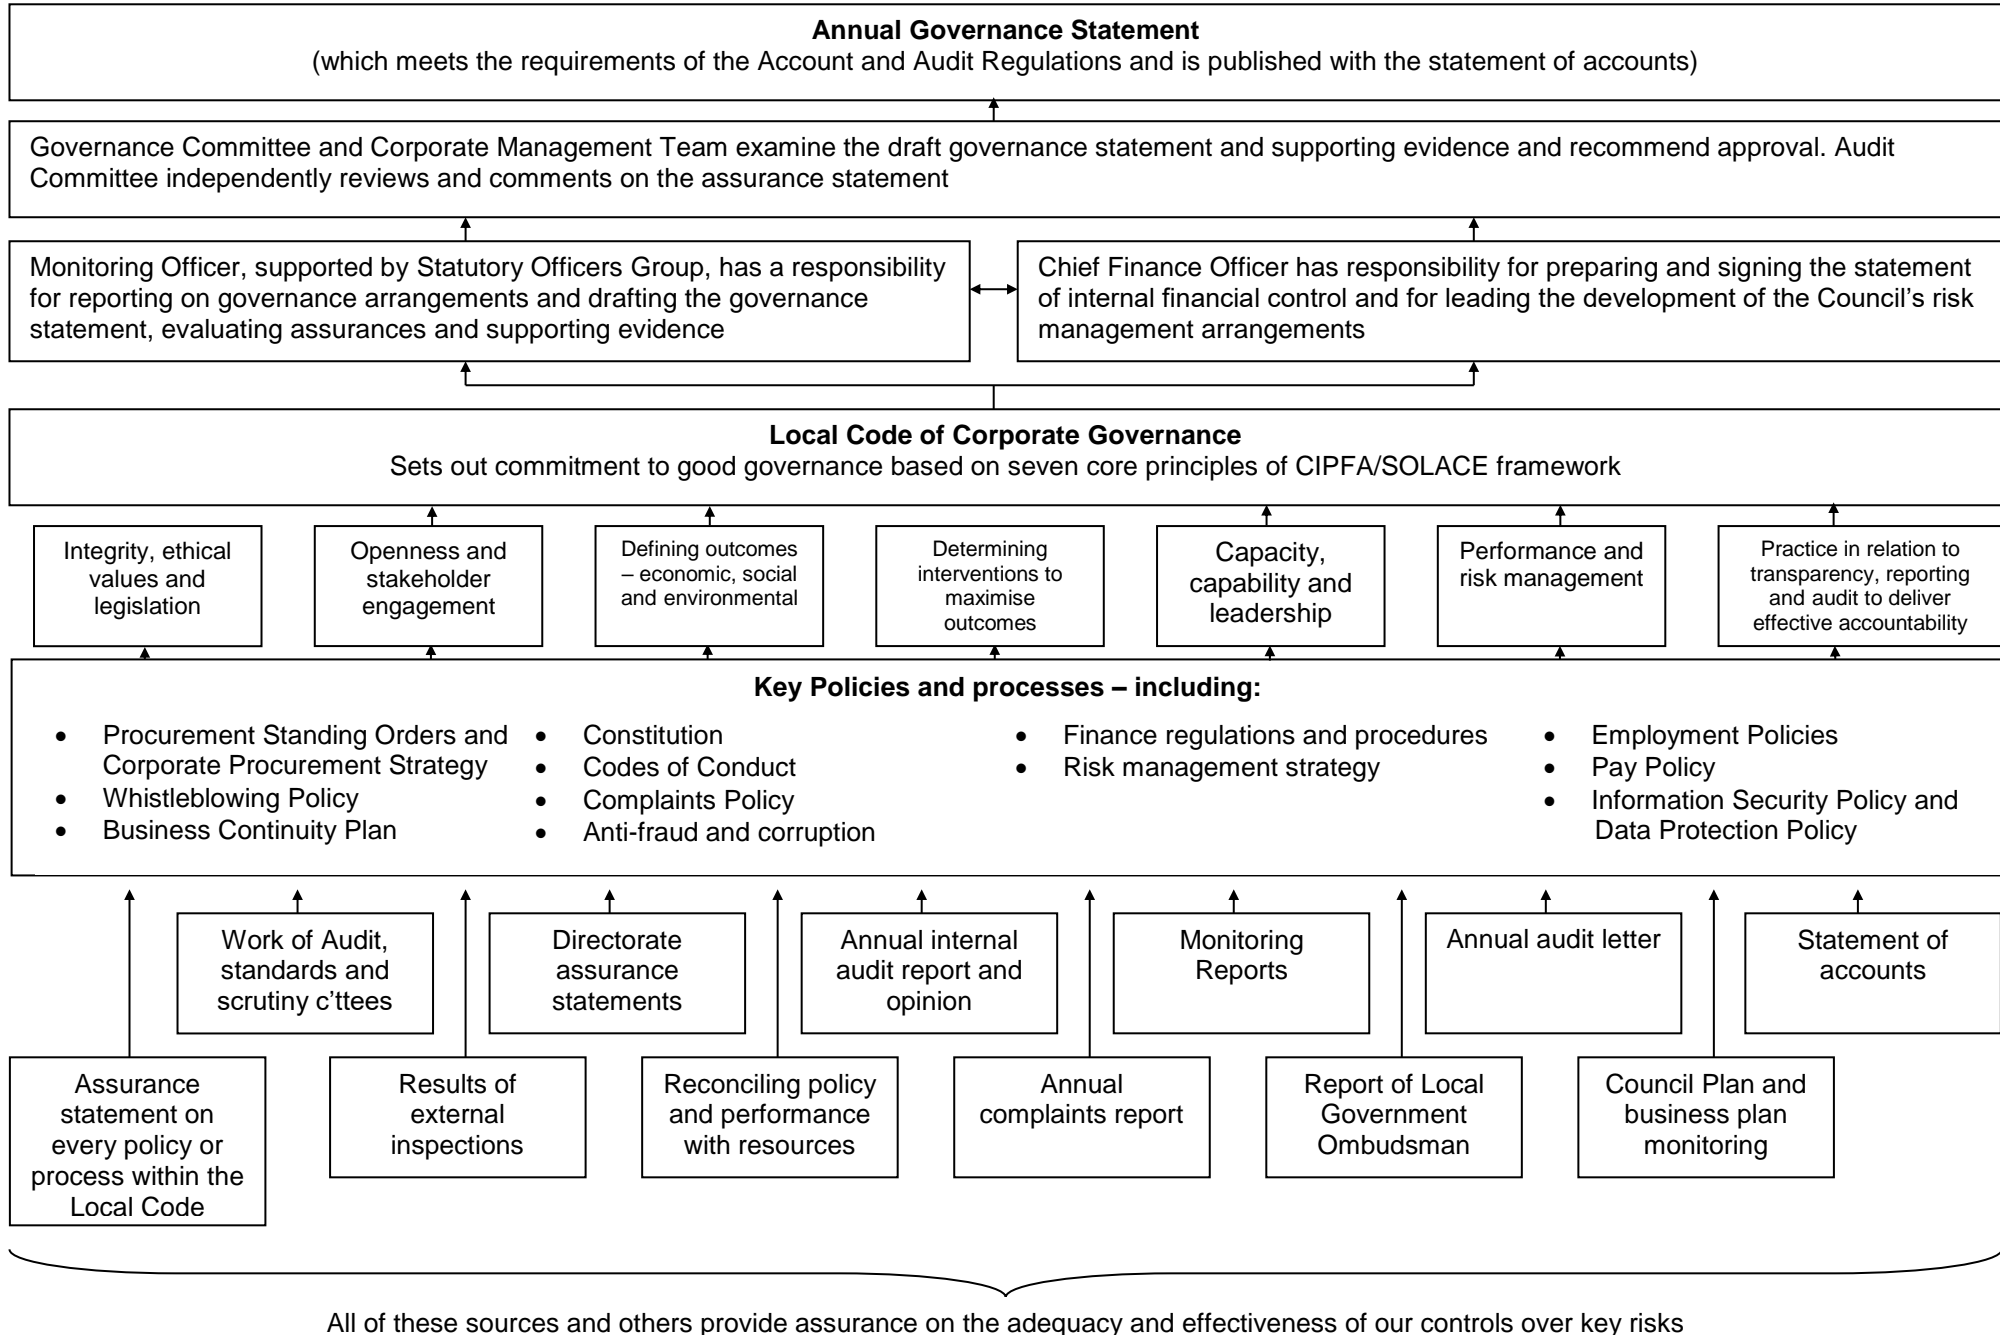 Annual Governance Statement
(which meets the requirements of the Account and Audit Regulations and is published with the statement of accounts)
Governance Committee and Corporate Management Team examine the draft governance statement and supporting evidence and recommend approval. Audit
Committee independently reviews and comments on the assurance statement
Monitoring Officer, supported by Statutory Officers Group, has a responsibility
for reporting on governance arrangements and drafting the governance
statement, evaluating assurances and supporting evidence
Chief Finance Officer has responsibility for preparing and signing the statement
of internal financial control and for leading the development of the Council’s risk
management arrangements
Local Code of Corporate Governance
Sets out commitment to good governance based on seven core principles of CIPFA/SOLACE framework
Integrity, ethical
values and
legislation
Openness and
stakeholder
engagement
Defining outcomes
– economic, social
and environmental
Determining
interventions to
maximise
outcomes
Capacity,
capability and
leadership
Performance and
risk management
Practice in relation to
transparency, reporting
and audit to deliver
effective accountability
Key Policies and processes – including:
• Procurement Standing Orders and
Corporate Procurement Strategy
• Whistleblowing Policy
• Business Continuity Plan
• Constitution
• Codes of Conduct
• Complaints Policy
• Anti-fraud and corruption
• Finance regulations and procedures
• Risk management strategy
• Employment Policies
• Pay Policy
• Information Security Policy and
Data Protection Policy
Work of Audit,
standards and
scrutiny c’ttees
Directorate
assurance
statements
Annual internal
audit report and
opinion
Monitoring
Reports
Annual audit letter
Statement of
accounts
Assurance
statement on
every policy or
process within the
Local Code
Results of
external
inspections
Reconciling policy
and performance
with resources
Annual
complaints report
Report of Local
Government
Ombudsman
Council Plan and
business plan
monitoring
All of these sources and others provide assurance on the adequacy and effectiveness of our controls over key risks